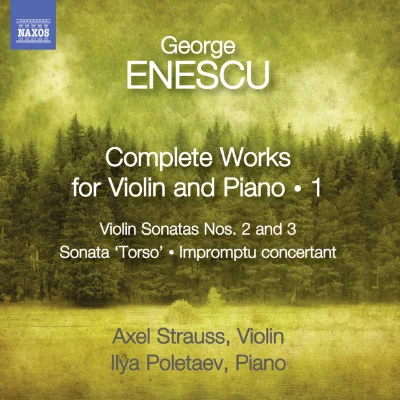 NAXOS
George
ENESCU
Complete Works
for Violin and Piano • 1
Violin Sonatas Nos. 2 and 3
Sonata ‘Torso’ • Impromptu concertant
Axel Strauss, Violin
Ilya Poletaev, Piano